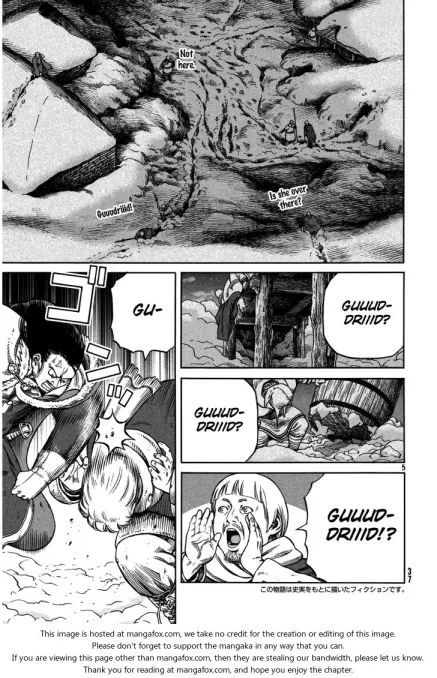 Not
here.
Is she over
there?
Guuudriiid!
GUUUD-
DRIIID?
GU-
ゴ
ン
ッ
GUUUD-
DRIIID?
5
GUUUD-
DRIIID!?
37
この物語は史実をもとに描いたフィクションです。
This image is hosted at mangafox.com, we take no credit for the creation or editing of this image.
Please don't forget to support the mangaka in any way that you can.
If you are viewing this page other than mangafox.com, then they are stealing our bandwidth, please let us know.
Thank you for reading at mangafox.com, and hope you enjoy the chapter.